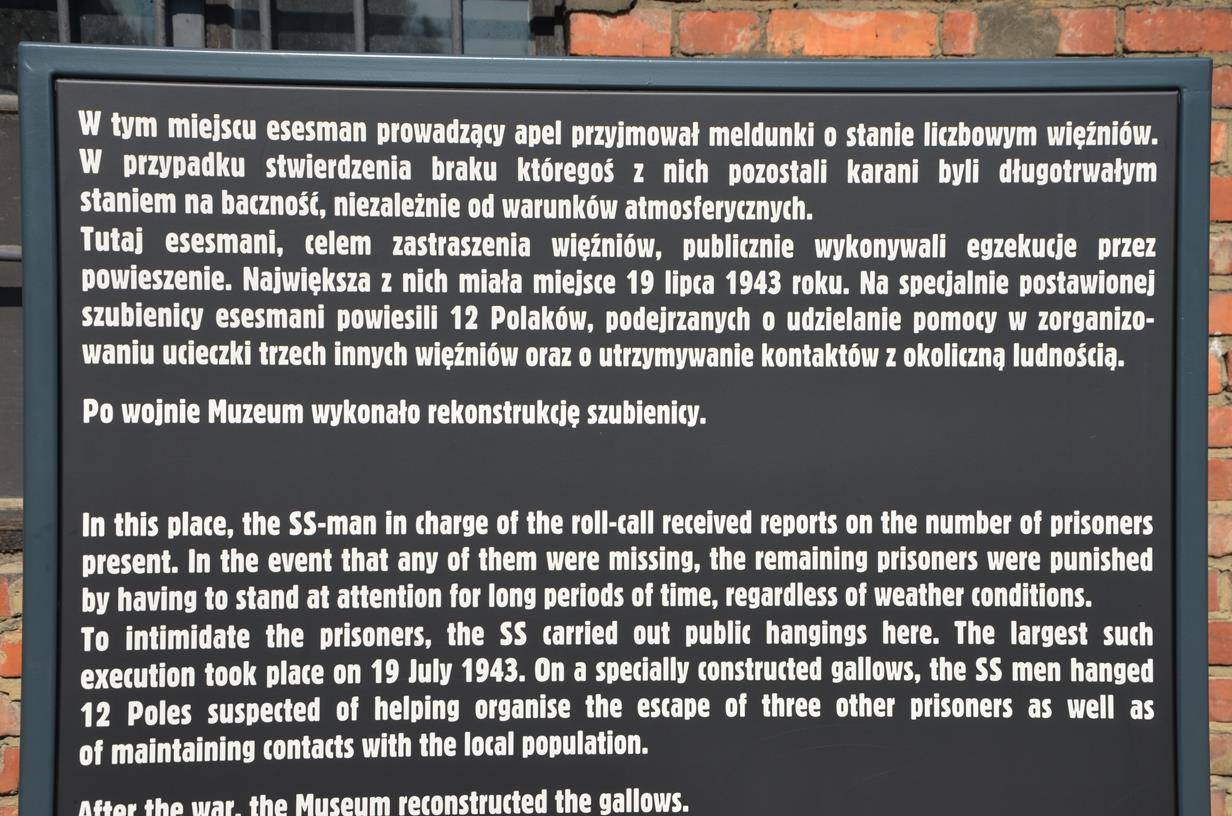 W tym miejscu esesman prowadzący apel przyjmował meldunki o stanie liczbowym więźniów.
W przypadku stwierdzenia braku któregoś z nich pozostali karani byli długotrwałym
staniem na baczność, niezależnie od warunków atmosferycznych.
Tutaj esesmani, celem zastraszenia więźniów, publicznie wykonywali egzekucje przez
powieszenie. Największa z nich miała miejsce 19 lipca 1943 roku. Na specjalnie postawionej
szubienicy esesmani powiesili 12 Polaków, podejrzanych o udzielanie pomocy w zorganizo-
waniu ucieczki trzech innych więźniów oraz o utrzymywanie kontaktów z okoliczną ludnością.
Po wojnie Muzeum wykonało rekonstrukcję szubienicy.
In this place, the SS-man in charge of the roll-call received reports on the number of prisoners
present. In the event that any of them were missing, the remaining prisoners were punished
by having to stand at attention for long periods of time, regardless of weather conditions.
To intimidate the prisoners, the SS carried out public hangings here. The largest such
execution took place on 19 July 1943. On a specially constructed gallows, the SS men hanged
12 Poles suspected of helping organise the escape of three other prisoners as well as
of maintaining contacts with the local population.
After the war, the Museum reconstructed the gallows.